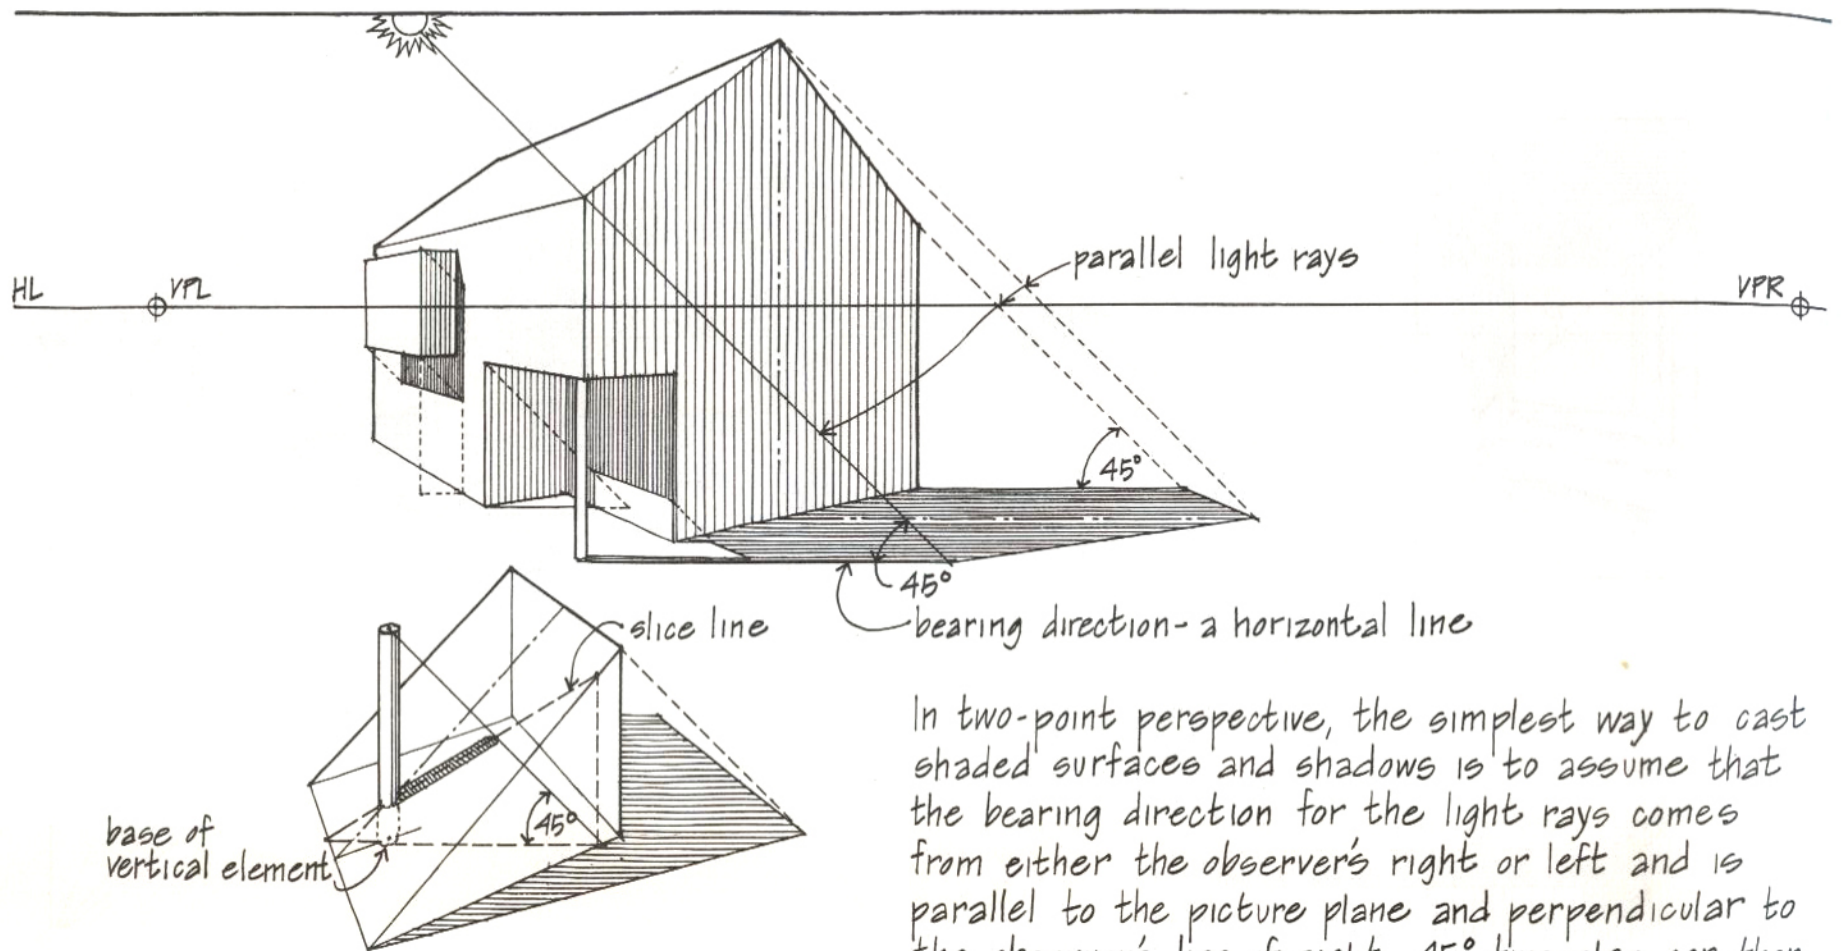 HL
VPL
VPR
parallel light rays
45°
45°
bearing direction - a horizontal line
slice line
45°
base of
vertical element
In two-point perspective, the simplest way to cast
shaded surfaces and shadows is to assume that
the bearing direction for the light rays comes
from either the observer's right or left and is
parallel to the picture plane and perpendicular to